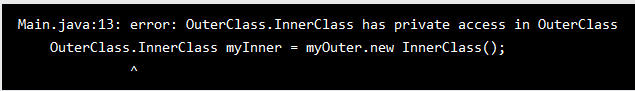 Main.java:13: error: OuterClass.InnerClass has private access in OuterClass
    OuterClass.InnerClass myInner = myOuter.new InnerClass();
              ^